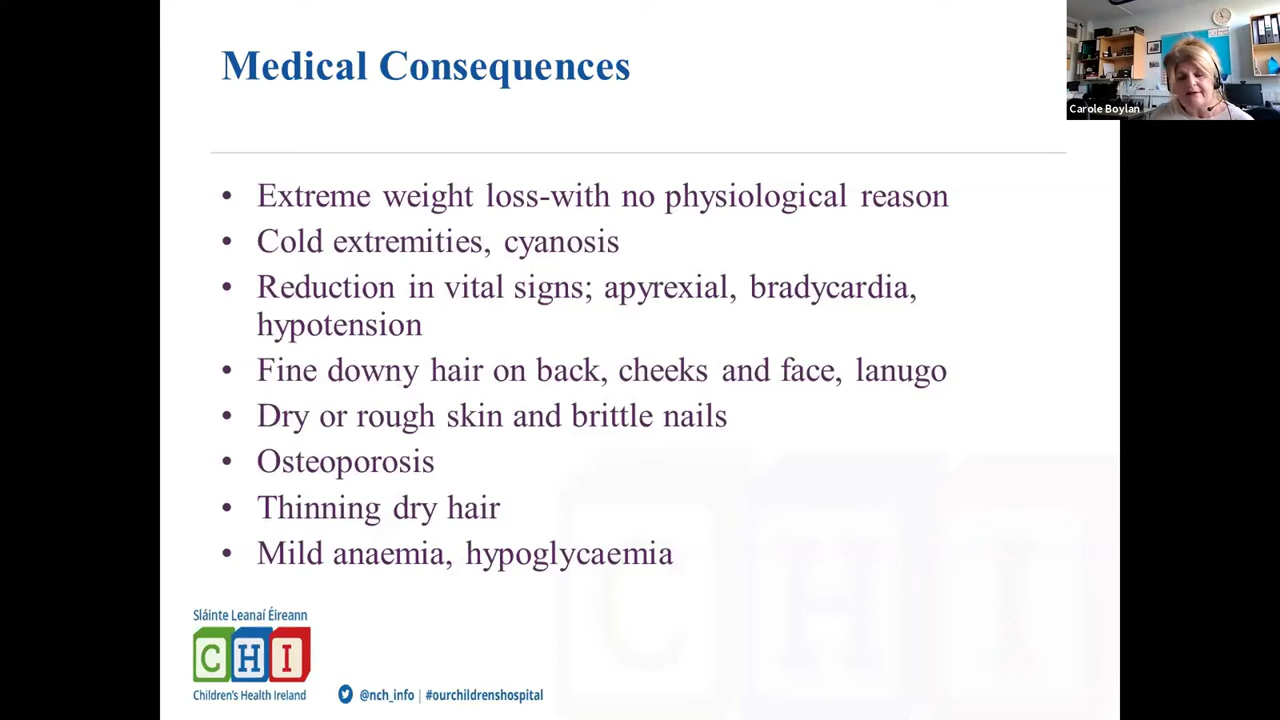 Medical Consequences
Carole Boylan
• Extreme weight loss-with no physiological reason
• Cold extremities, cyanosis
• Reduction in vital signs; apyrexial, bradycardia,
hypotension
• Fine downy hair on back, cheeks and face, lanugo
• Dry or rough skin and brittle nails
• Osteoporosis
• Thinning dry hair
• Mild anaemia, hypoglycaemia
Sláinte Leanaí Éireann
CHI
Children's Health Ireland
@nch_info | #ourchildrenshospital
CHI